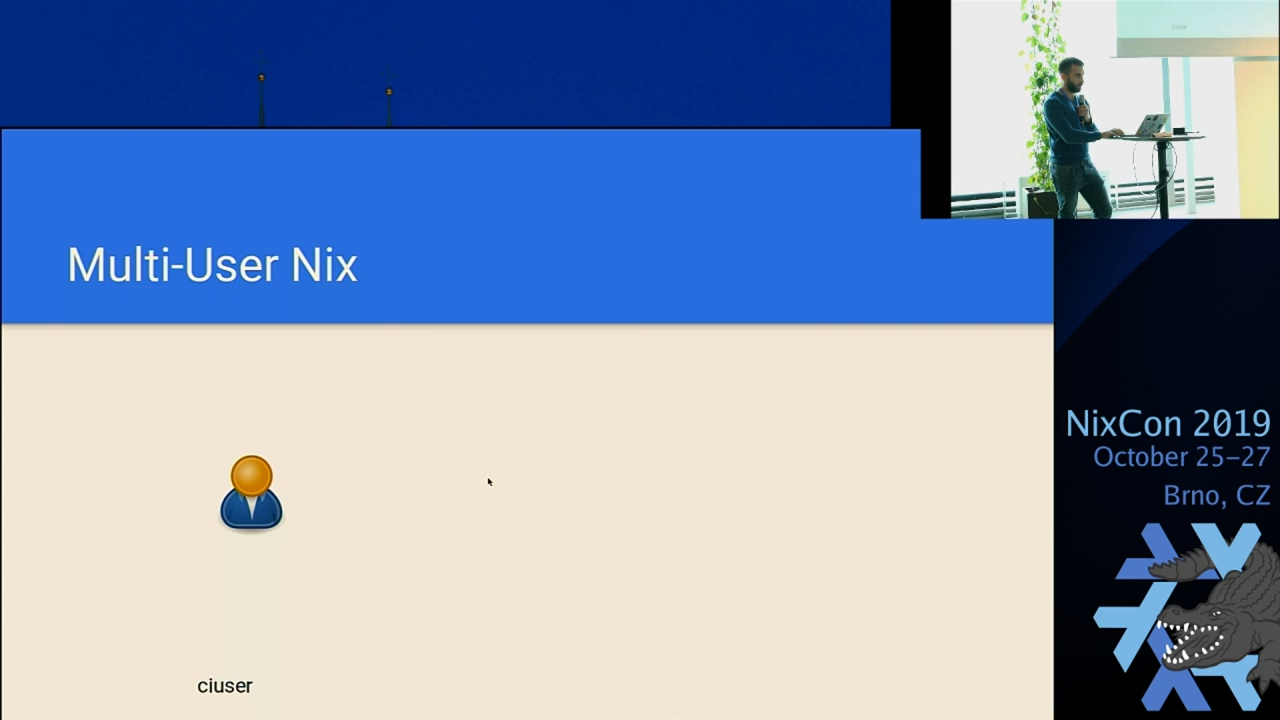 Multi-User Nix
ciuser
NixCon 2019
October 25–27
Brno, CZ